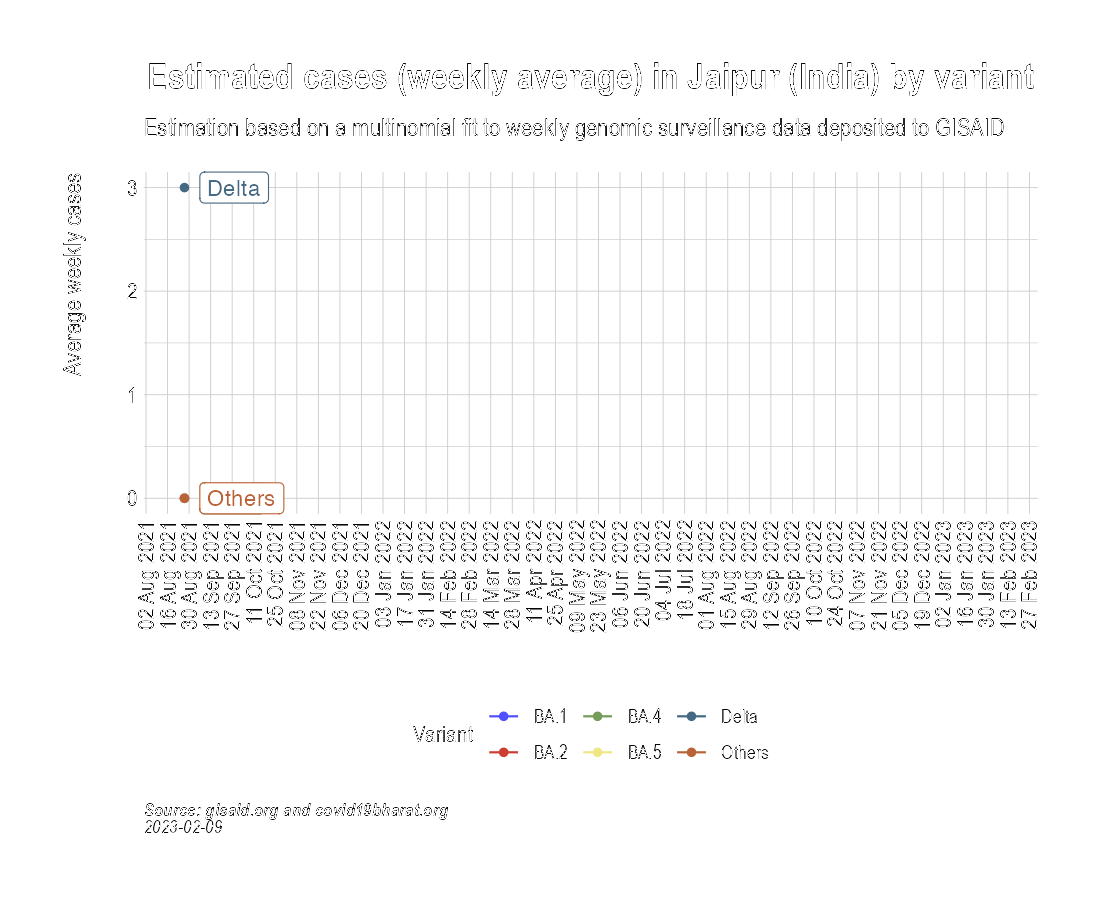 Estimated cases (weekly average) in Jaipur (India) by variant
Estimation based on a multinomial fit to weekly genomic surveillance data deposited to GISAID
Average weekly cases
3
Delta
2
1
0
Others
02 Aug 2021
16 Aug 2021
30 Aug 2021
13 Sep 2021
27 Sep 2021
11 Oct 2021
25 Oct 2021
08 Nov 2021
22 Nov 2021
06 Dec 2021
20 Dec 2021
03 Jan 2022
17 Jan 2022
31 Jan 2022
14 Feb 2022
28 Feb 2022
14 Mar 2022
28 Mar 2022
11 Apr 2022
25 Apr 2022
09 May 2022
23 May 2022
06 Jun 2022
20 Jun 2022
04 Jul 2022
18 Jul 2022
01 Aug 2022
15 Aug 2022
29 Aug 2022
12 Sep 2022
26 Sep 2022
10 Oct 2022
24 Oct 2022
07 Nov 2022
21 Nov 2022
05 Dec 2022
19 Dec 2022
02 Jan 2023
16 Jan 2023
30 Jan 2023
13 Feb 2023
27 Feb 2023
Variant
BA.1
BA.4
Delta
BA.2
BA.5
Others
Source: gisaid.org and covid19bharat.org
2023-02-09